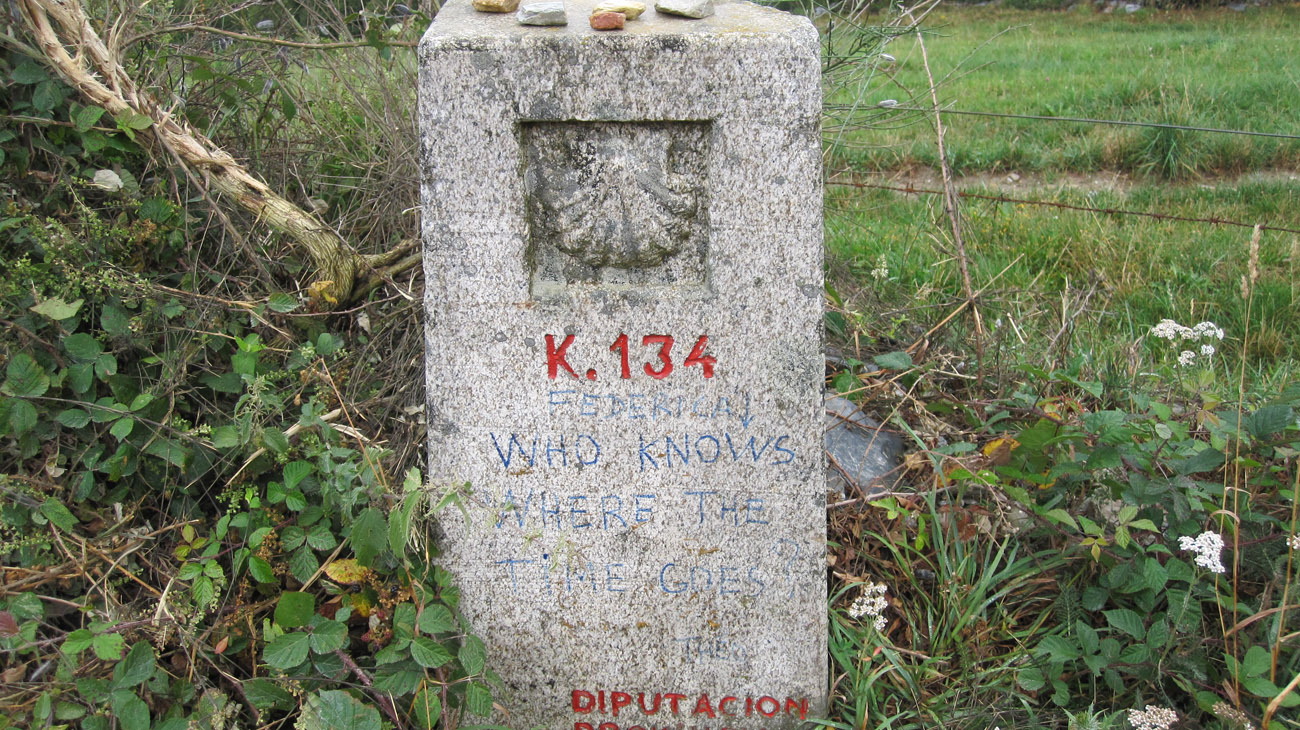 K.134
FEDERICA,
WHO KNOWS
WHERE THE
TIME GOES?
DIPUTACION